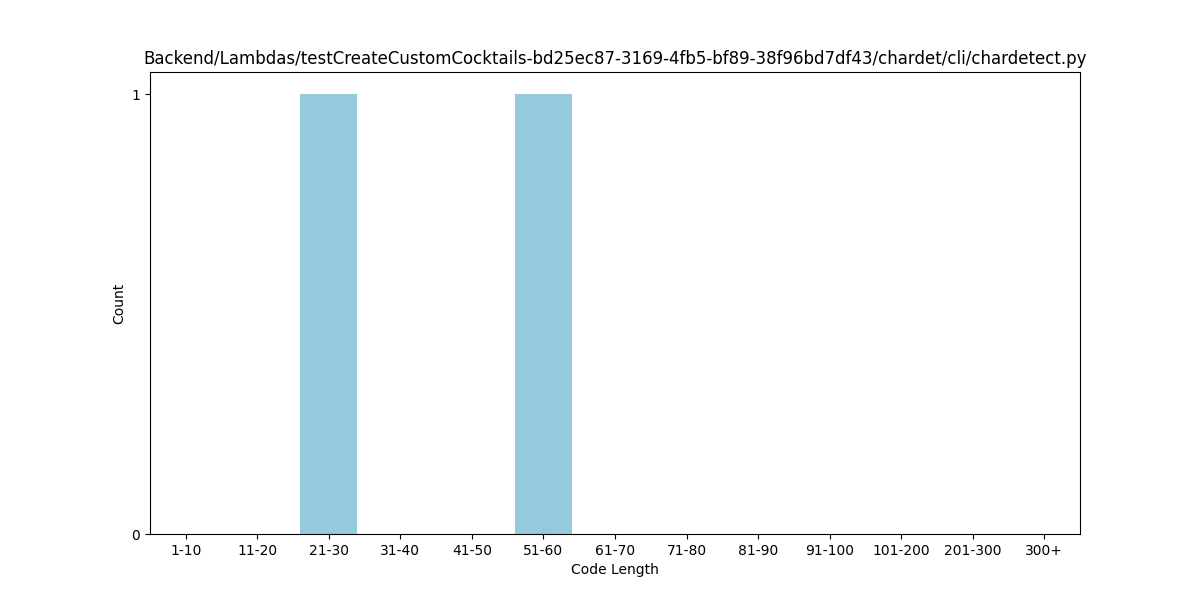 Backend/Lambdas/testCreateCustomCocktails-bd25ec87-3169-4fb5-bf89-38f96bd7df43/chardet/cli/chardetect.py
1
Count
0
1-10 11-20 21-30 31-40 41-50 51-60 61-70 71-80 81-90 91-100 101-200 201-300 300+
Code Length